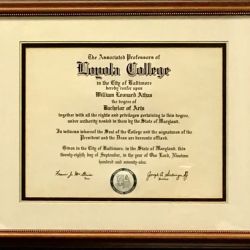 The Associated Professors of
Loyola College
in the City of Baltimore
hereby confer upon
William Leonard
the degree of
Bachelor of Arts
together with all the rights and privileges pertaining to this degree,
under authority vested in them by the State of Maryland.
In witness whereof the Seal of the College and the signatures of the
President and the Dean are hereunto affixed.
Given in the City of Baltimore, in the State of Maryland, this
twenty-eighth day of September, in the year of Our Lord, Nineteen
hundred and seventy-nine.
Dean
President